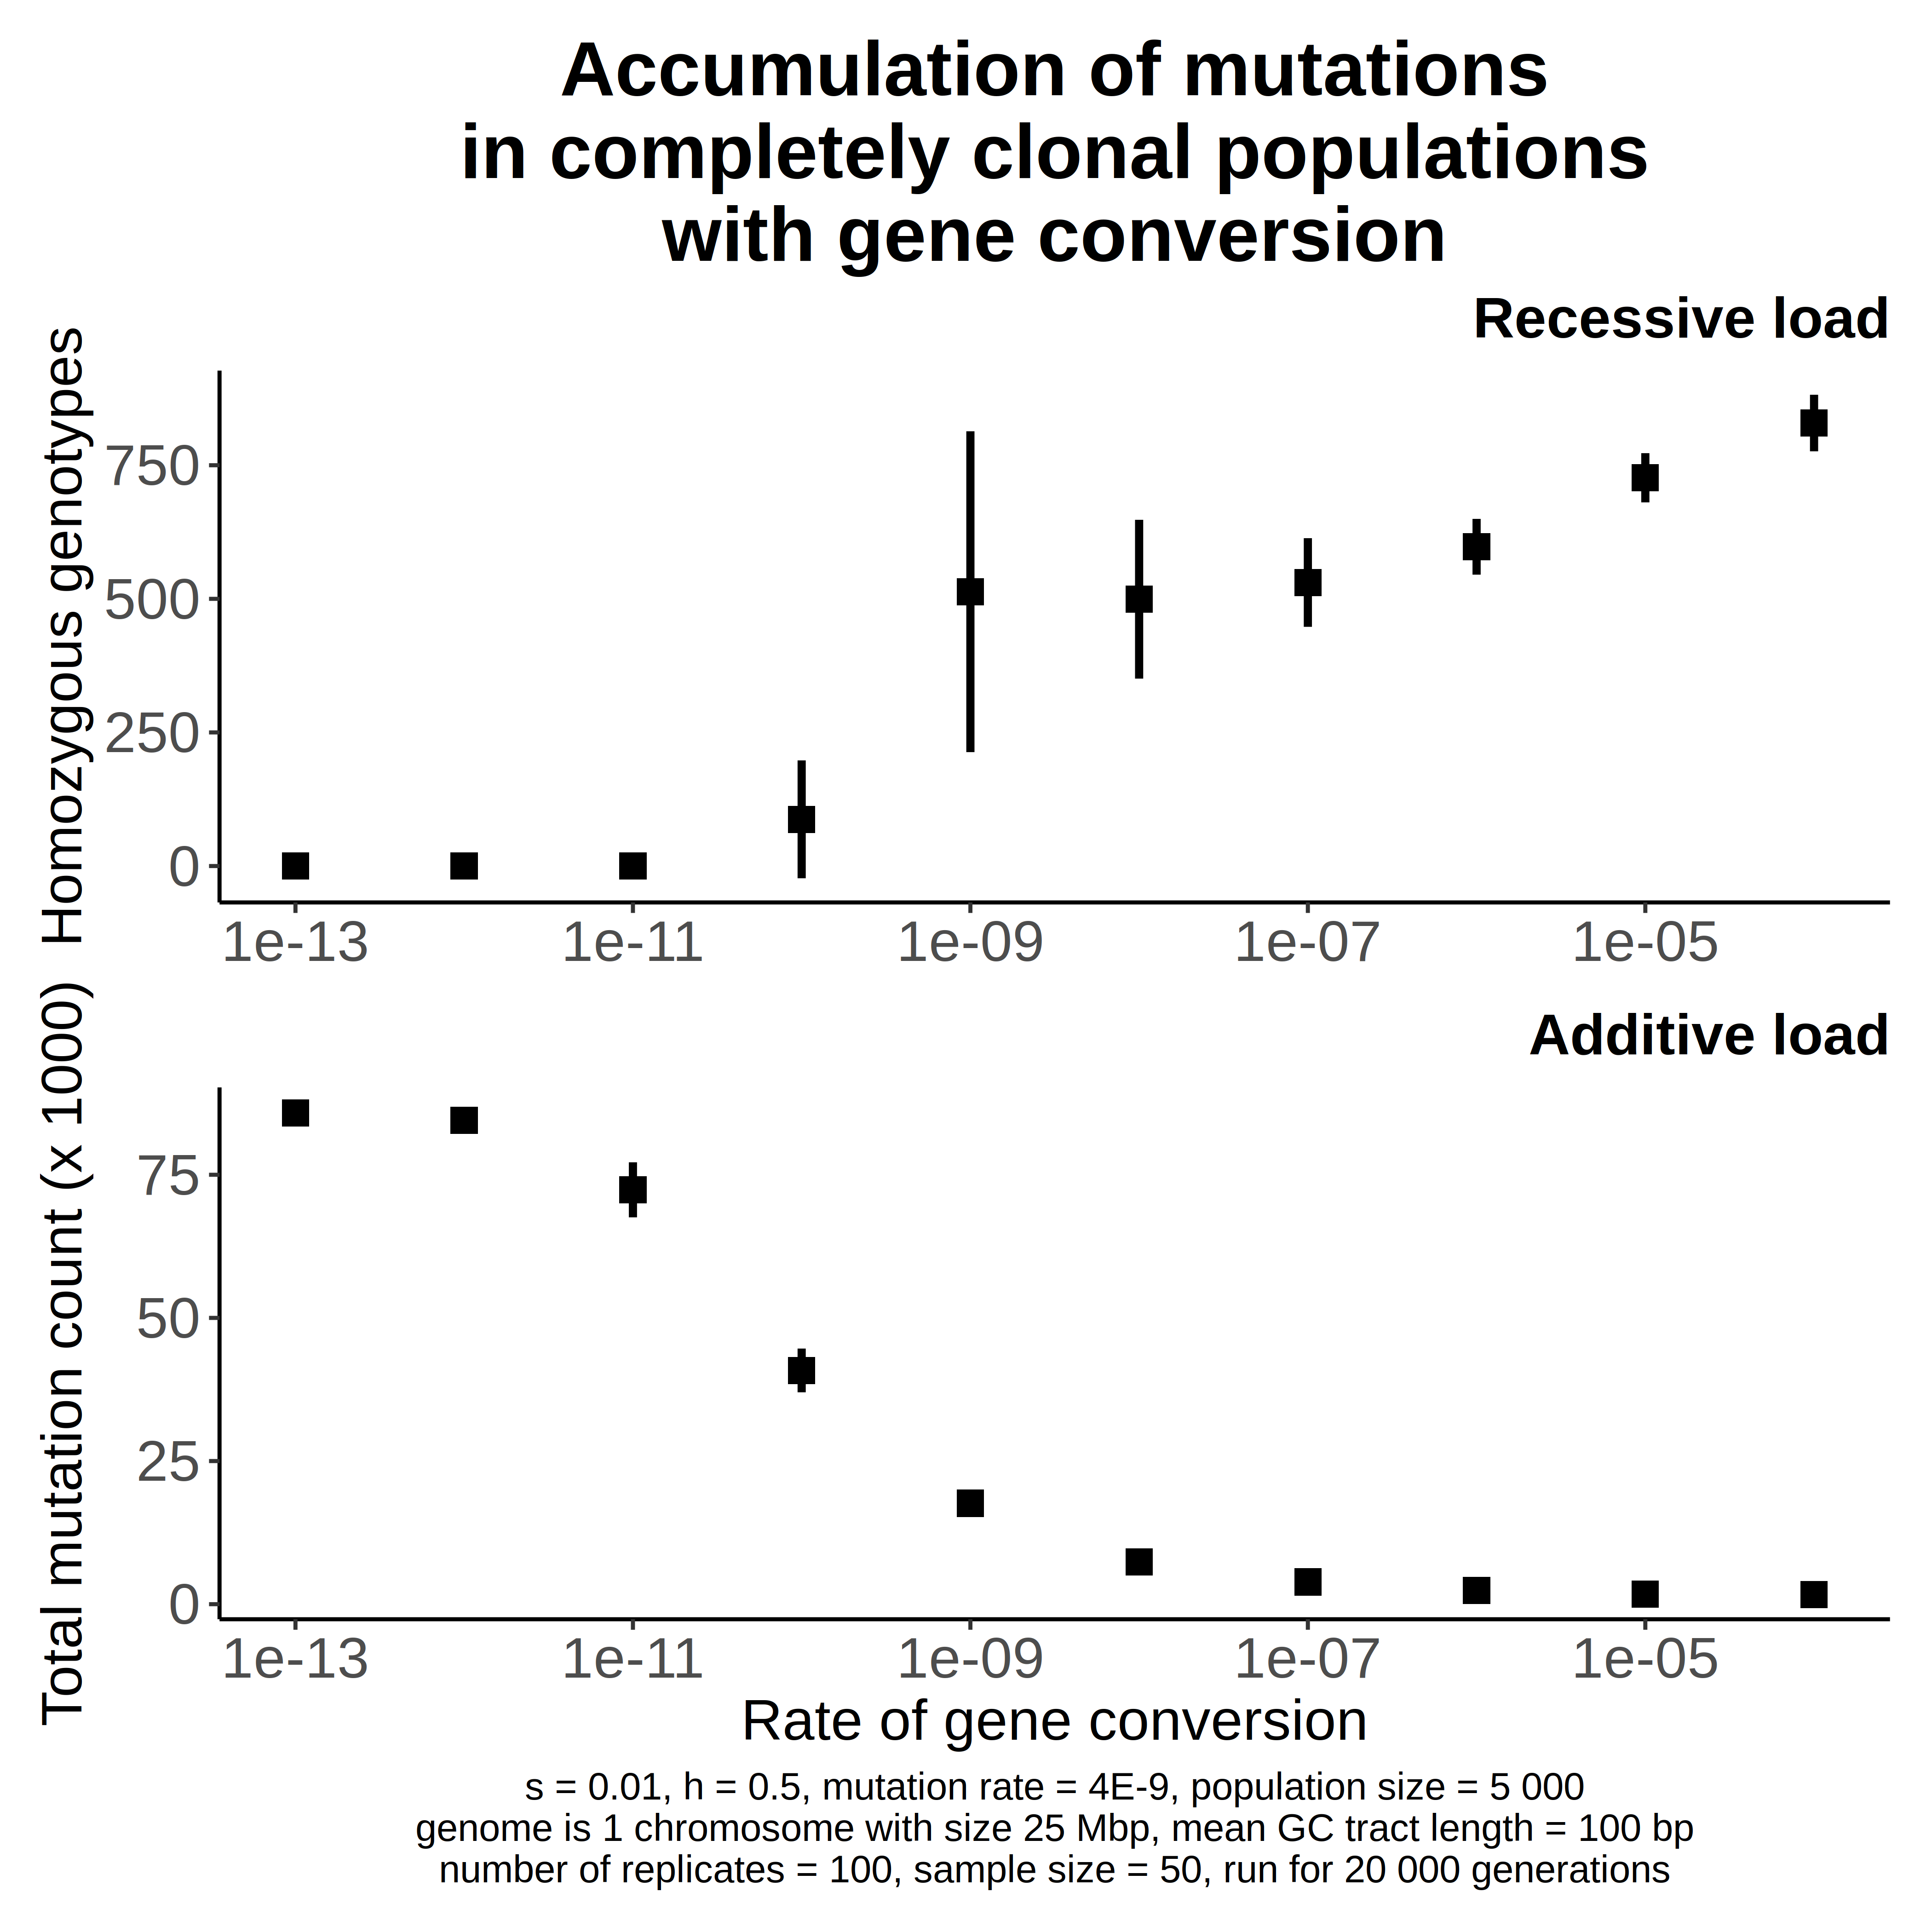 Accumulation of mutations
in completely clonal populations
with gene conversion
Recessive load
Homozygous genotypes
750
500
250
0
1e-13 1e-11 1e-09 1e-07 1e-05
Additive load
Total mutation count (x 1000)
75
50
25
0
1e-13 1e-11 1e-09 1e-07 1e-05
Rate of gene conversion
s = 0.01, h = 0.5, mutation rate = 4E-9, population size = 5 000
genome is 1 chromosome with size 25 Mbp, mean GC tract length = 100 bp
number of replicates = 100, sample size = 50, run for 20 000 generations